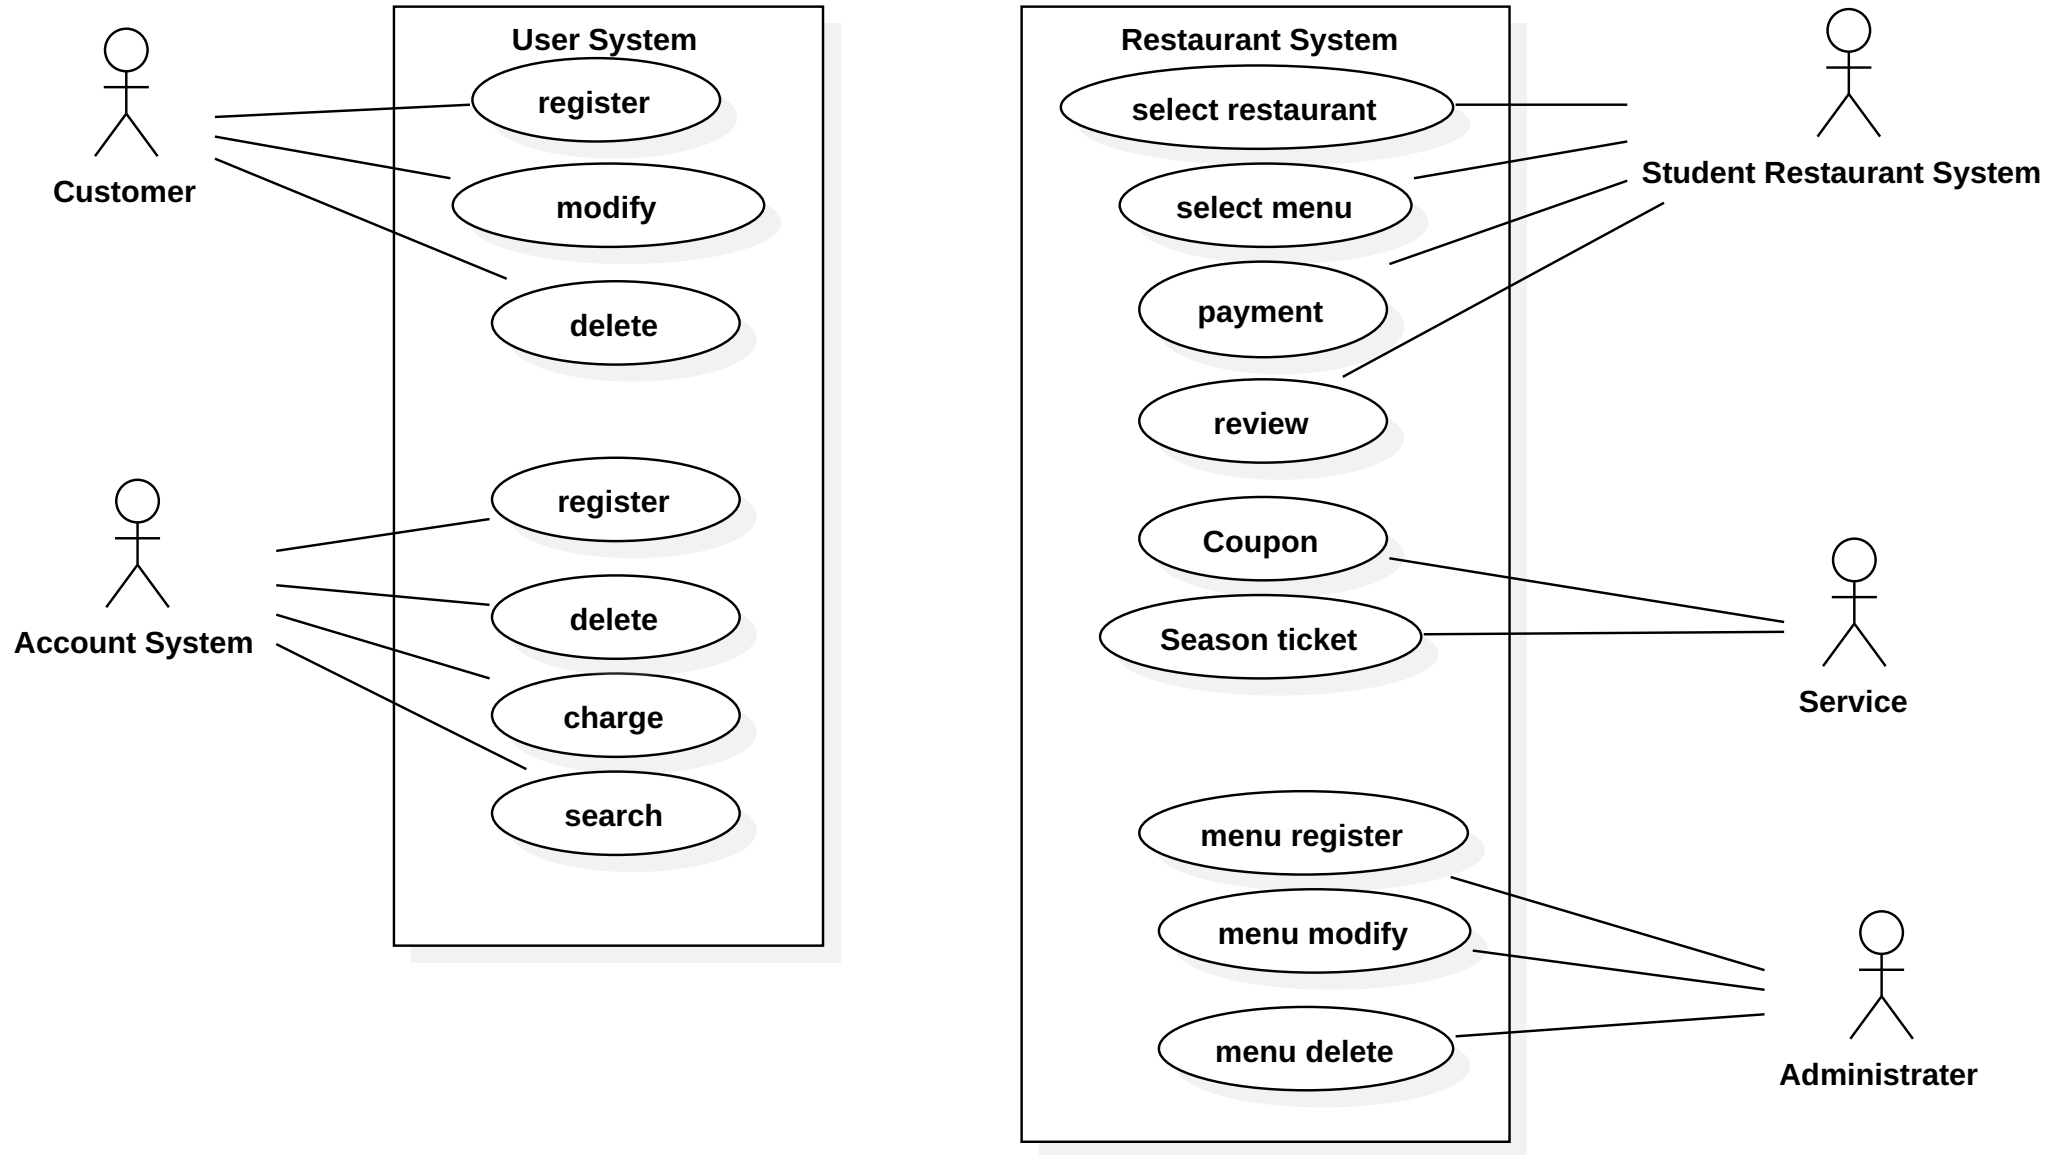 User System
register
modify
delete
Customer
register
delete
charge
search
Account System
Restaurant System
select restaurant
select menu
payment
review
Coupon
Season ticket
menu register
menu modify
menu delete
Student Restaurant System
Service
Administrater